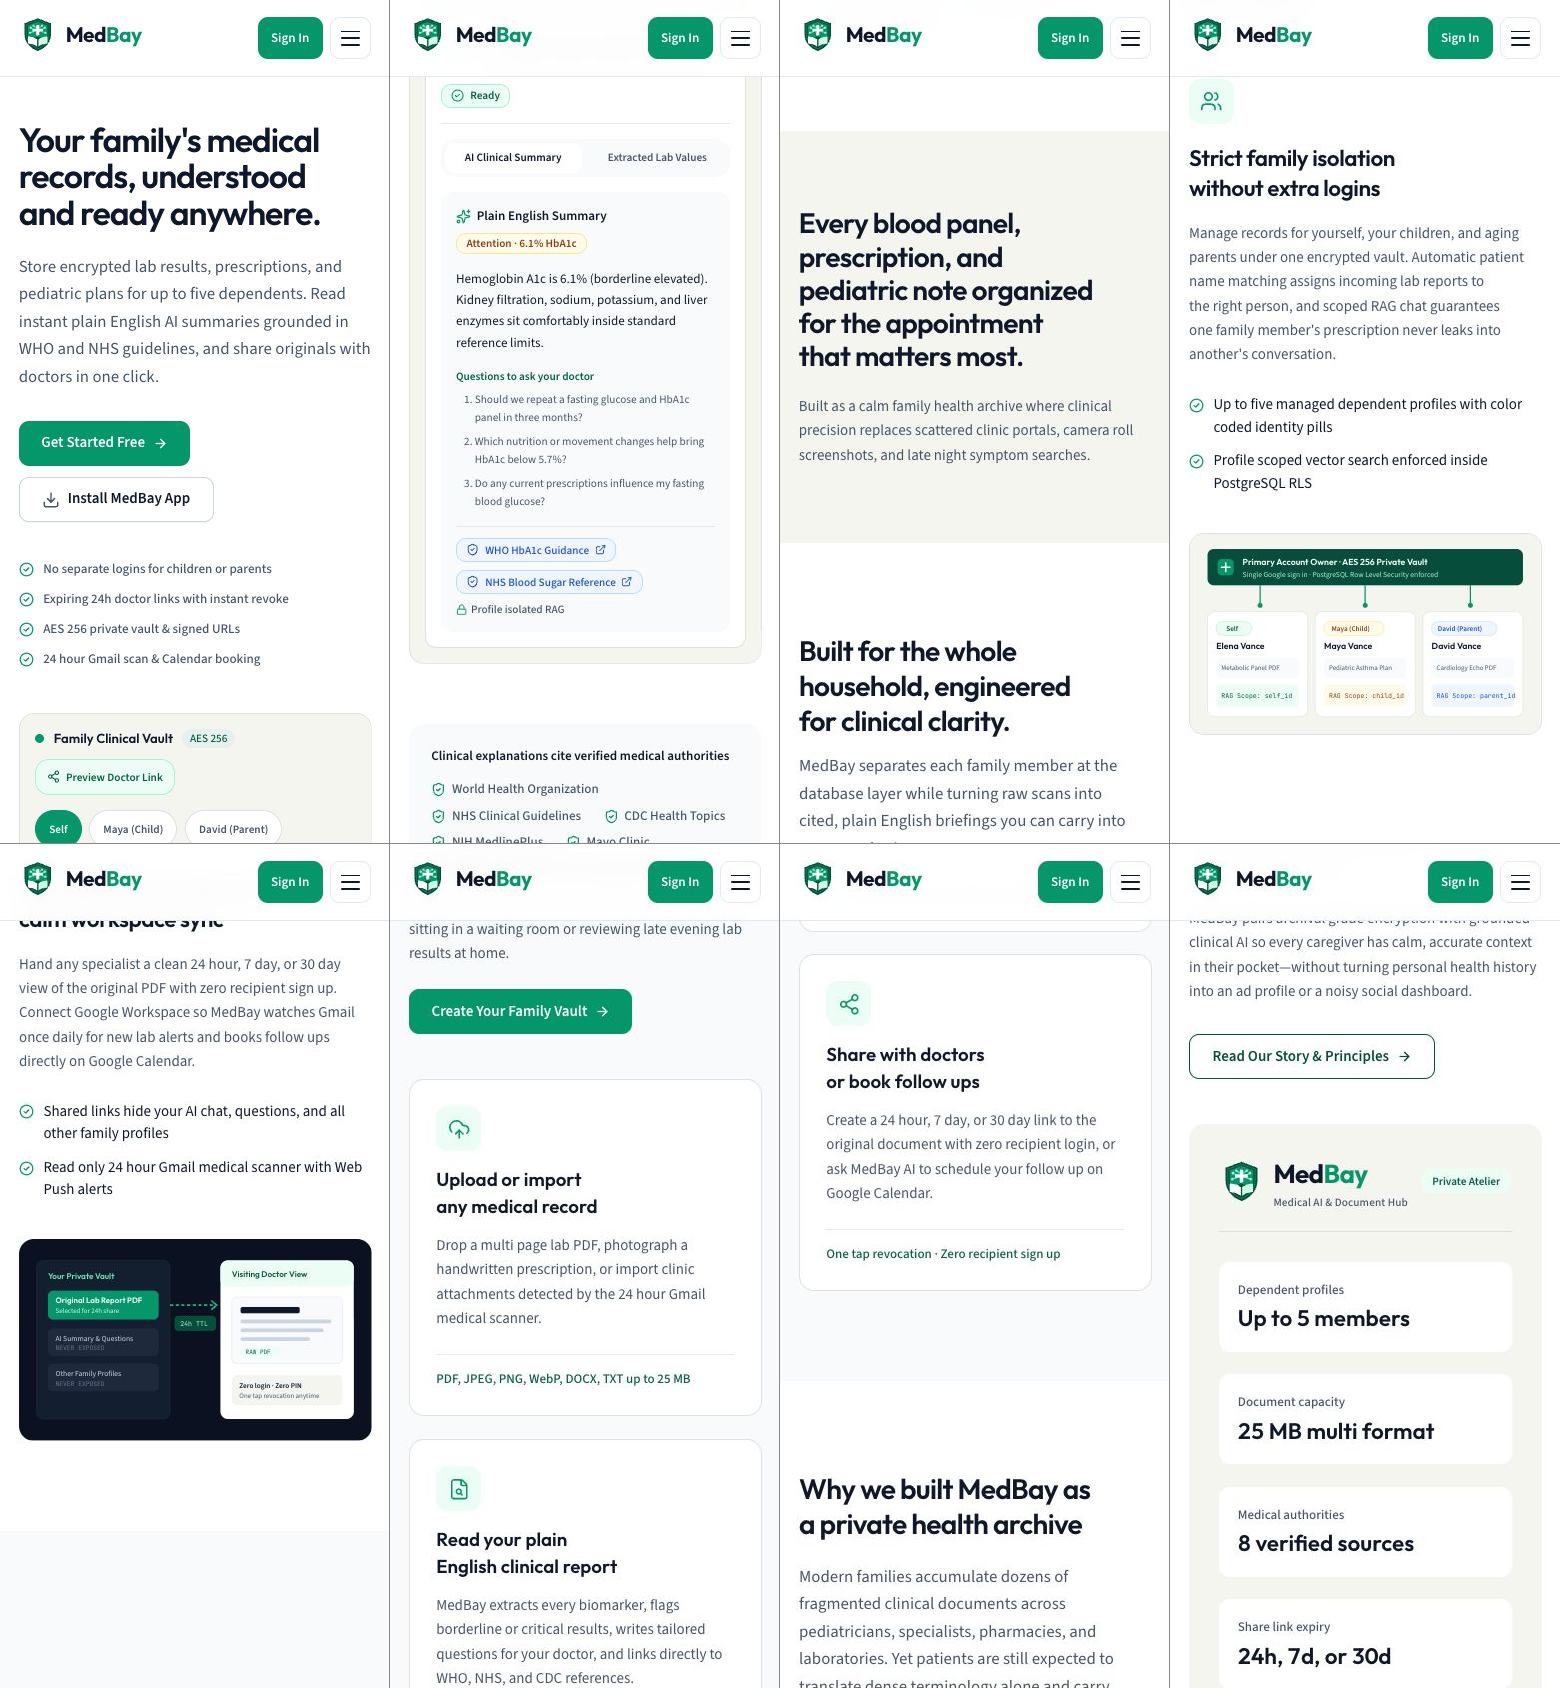 MedBay
Sign In
Your family's medical
records, understood
and ready anywhere.
Store encrypted lab results, prescriptions, and
pediatric plans for up to five dependents. Read
instant plain English AI summaries grounded in
WHO and NHS guidelines, and share originals with
doctors in one click.
Get Started Free
Install MedBay App
No separate logins for children or parents
Expiring 24h doctor links with instant revoke
AES 256 private vault & signed URLs
24 hour Gmail scan & Calendar booking
Family Clinical Vault AES 256
Preview Doctor Link
Self Maya (Child) David (Parent)
MedBay
Sign In
Ready
AI Clinical Summary Extracted Lab Values
Plain English Summary
Attention · 6.1% HbA1c
Hemoglobin A1c is 6.1% (borderline elevated).
Kidney filtration, sodium, potassium, and liver
enzymes sit comfortably inside standard
reference limits.
Questions to ask your doctor
1. Should we repeat a fasting glucose and HbA1c
panel in three months?
2. Which nutrition or movement changes help bring
HbA1c below 5.7%?
3. Do any current prescriptions influence my fasting
blood glucose?
WHO HbA1c Guidance
NHS Blood Sugar Reference
Profile isolated RAG
Clinical explanations cite verified medical authorities
World Health Organization
NHS Clinical Guidelines CDC Health Topics
NIH MedlinePlus Mayo Clinic
MedBay
Sign In
Every blood panel,
prescription, and
pediatric note organized
for the appointment
that matters most.
Built as a calm family health archive where clinical
precision replaces scattered clinic portals, camera roll
screenshots, and late night symptom searches.
Built for the whole
household, engineered
for clinical clarity.
MedBay separates each family member at the
database layer while turning raw scans into
cited, plain English briefings you can carry into
MedBay
Sign In
Strict family isolation
without extra logins
Manage records for yourself, your children, and aging
parents under one encrypted vault. Automatic patient
name matching assigns incoming lab reports to
the right person, and scoped RAG chat guarantees
one family member's prescription never leaks into
another's conversation.
Up to five managed dependent profiles with color
coded identity pills
Profile scoped vector search enforced inside
PostgreSQL RLS
Primary Account Owner · AES 256 Private Vault
Single Google sign in · PostgreSQL Row Level Security enforced
Self
Elena Vance
Metabolic Panel PDF
RAG Scope: self_id
Maya (Child)
Maya Vance
Pediatric Asthma Plan
RAG Scope: child_id
David (Parent)
David Vance
Cardiology Echo PDF
RAG Scope: parent_id
MedBay
Sign In
calm workspace sync
Hand any specialist a clean 24 hour, 7 day, or 30 day
view of the original PDF with zero recipient sign up.
Connect Google Workspace so MedBay watches Gmail
once daily for new lab alerts and books follow ups
directly on Google Calendar.
Shared links hide your AI chat, questions, and all
other family profiles
Read only 24 hour Gmail medical scanner with Web
Push alerts
Your Private Vault
Original Lab Report PDF
Selected for 24h share
AI Summary & Questions
NEVER EXPOSED
Other Family Profiles
NEVER EXPOSED
24h TTL
Visiting Doctor View
RAW PDF
Zero login · Zero PIN
One tap revocation anytime
MedBay
Sign In
sitting in a waiting room or reviewing late evening lab
results at home.
Create Your Family Vault
Upload or import
any medical record
Drop a multi page lab PDF, photograph a
handwritten prescription, or import clinic
attachments detected by the 24 hour Gmail
medical scanner.
PDF, JPEG, PNG, WebP, DOCX, TXT up to 25 MB
Read your plain
English clinical report
MedBay extracts every biomarker, flags
borderline or critical results, writes tailored
questions for your doctor, and links directly to
WHO, NHS, and CDC references.
MedBay
Sign In
Share with doctors
or book follow ups
Create a 24 hour, 7 day, or 30 day link to the
original document with zero recipient login, or
ask MedBay AI to schedule your follow up on
Google Calendar.
One tap revocation · Zero recipient sign up
Why we built MedBay as
a private health archive
Modern families accumulate dozens of
fragmented clinical documents across
pediatricians, specialists, pharmacies, and
laboratories. Yet patients are still expected to
translate dense terminology alone and carry
MedBay
Sign In
MedBay pairs archival grade encryption with grounded
clinical AI so every caregiver has calm, accurate context
in their pocket—without turning personal health history
into an ad profile or a noisy social dashboard.
Read Our Story & Principles
MedBay
Medical AI & Document Hub
Private Atelier
Dependent profiles
Up to 5 members
Document capacity
25 MB multi format
Medical authorities
8 verified sources
Share link expiry
24h, 7d, or 30d